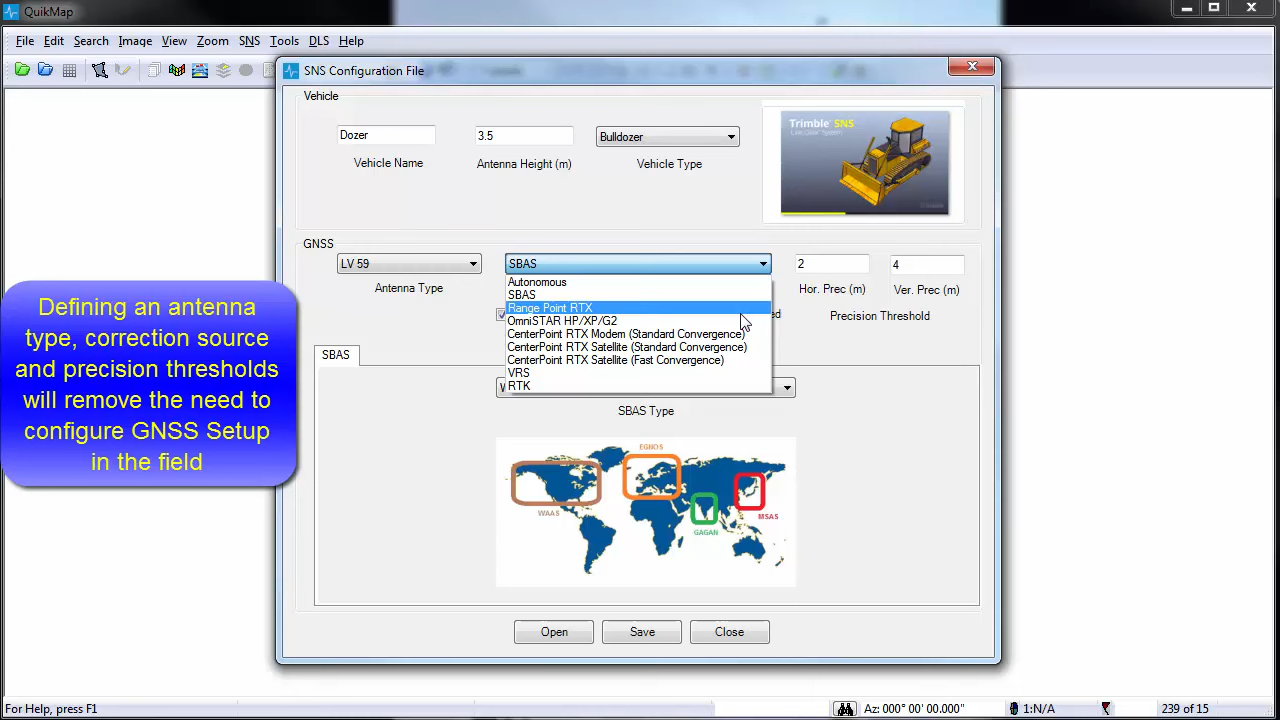 QuikMap
File Edit Search Image View Zoom SNS Tools DLS Help
SNS Configuration File
Vehicle
Dozer 3.5 Bulldozer
Vehicle Name Antenna Height (m) Vehicle Type
Trimble SNS
GNSS
LV 59 SBAS 2 4
Antenna Type Hor. Prec (m) Ver. Prec (m)
Precision Threshold
Autonomous
SBAS
Range Point RTX
OmniSTAR HP/XP/G2
CenterPoint RTX Modem (Standard Convergence)
CenterPoint RTX Satellite (Standard Convergence)
CenterPoint RTX Satellite (Fast Convergence)
VRS
RTK
SBAS
SBAS Type
EGNOS
WAAS
GAGAN
MSAS
Open Save Close
Defining an antenna
type, correction source
and precision thresholds
will remove the need to
configure GNSS Setup
in the field
For Help, press F1 Az: 000° 00' 00.000" 1:N/A 239 of 15